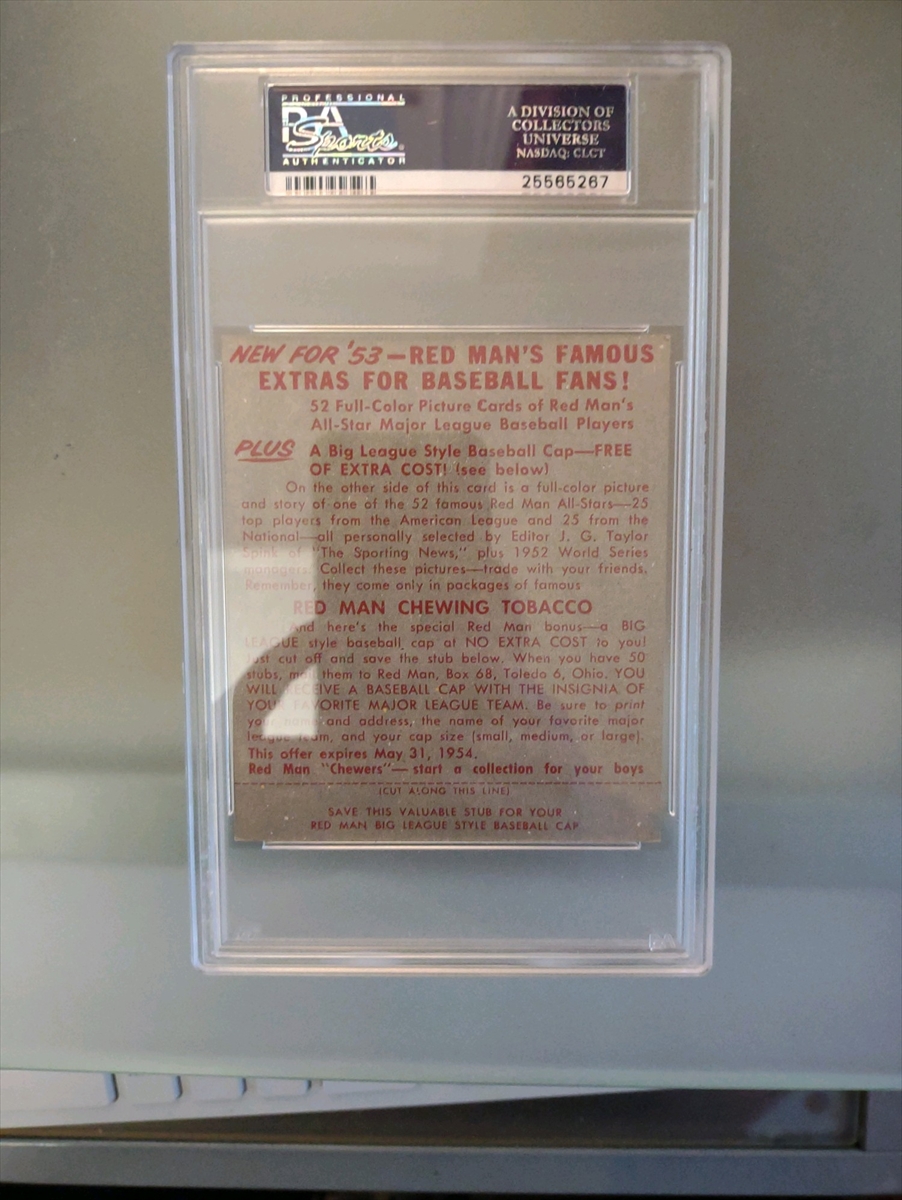 PROFESSIONAL
PSA
Sports
AUTHENTICATOR
A DIVISION OF
COLLECTORS
UNIVERSE
NASDAQ: CLCT
25565267
NEW FOR '53—RED MAN'S FAMOUS
EXTRAS FOR BASEBALL FANS!
52 Full-Color Picture Cards of Red Man's
All-Star Major League Baseball Players
PLUS A Big League Style Baseball Cap—FREE
OF EXTRA COST! (see below)
On the other side of this card is a full-color picture
and story of one of the 52 famous Red Man All-Stars—25
top players from the American League and 25 from the
National—all personally selected by Editor J. G. Taylor
Spink of "The Sporting News," plus 1952 World Series
managers. Collect these pictures—trade with your friends.
Remember, they come only in packages of famous
RED MAN CHEWING TOBACCO
And here's the special Red Man bonus—a BIG
LEAGUE style baseball cap at NO EXTRA COST to you!
Just cut off and save the stub below. When you have 50
stubs, mail them to Red Man, Box 68, Toledo 6, Ohio. YOU
WILL RECEIVE A BASEBALL CAP WITH THE INSIGNIA OF
YOUR FAVORITE MAJOR LEAGUE TEAM. Be sure to print
your name and address, the name of your favorite major
league team, and your cap size (small, medium, or large).
This offer expires May 31, 1954.
Red Man "Chewers"—start a collection for your boys
(CUT ALONG THIS LINE)
SAVE THIS VALUABLE STUB FOR YOUR
RED MAN BIG LEAGUE STYLE BASEBALL CAP